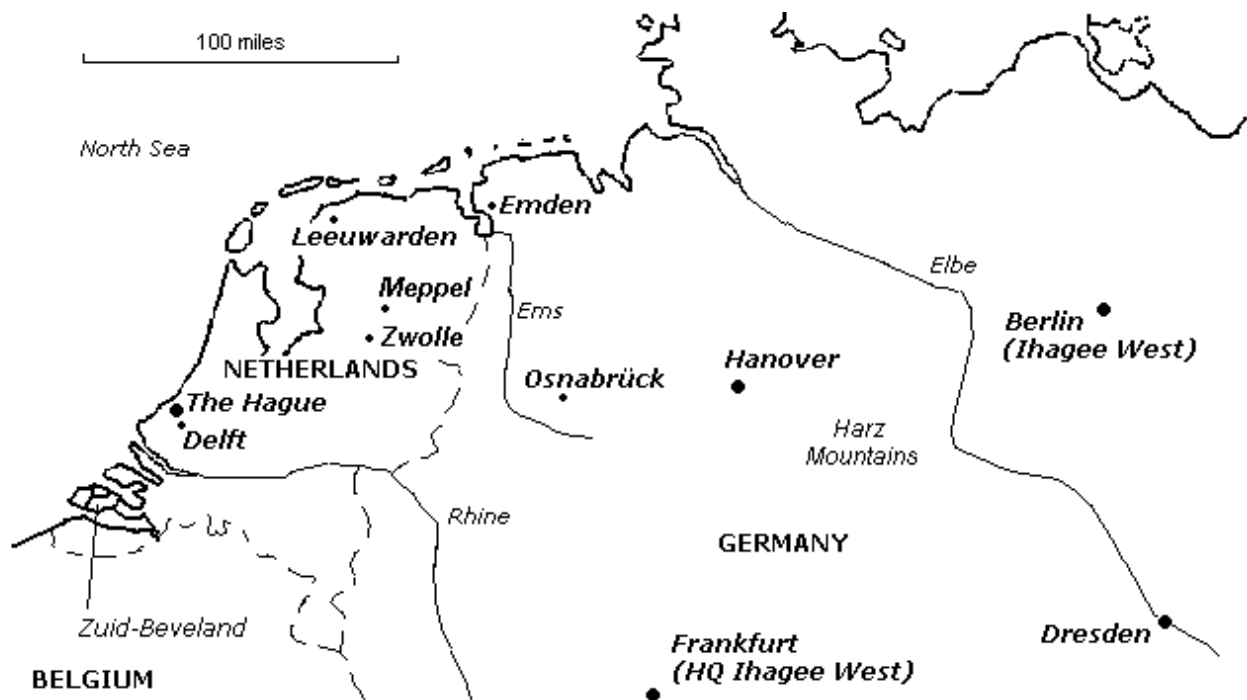 100 miles
North Sea
Emden
Leeuwarden
Elbe
Meppel
Ems
Berlin
(Ihagee West)
Zwolle
Hanover
NETHERLANDS
Osnabrück
The Hague
Delft
Harz
Mountains
Rhine
GERMANY
Zuid-Beveland
Dresden
Frankfurt
(HQ Ihagee West)
BELGIUM